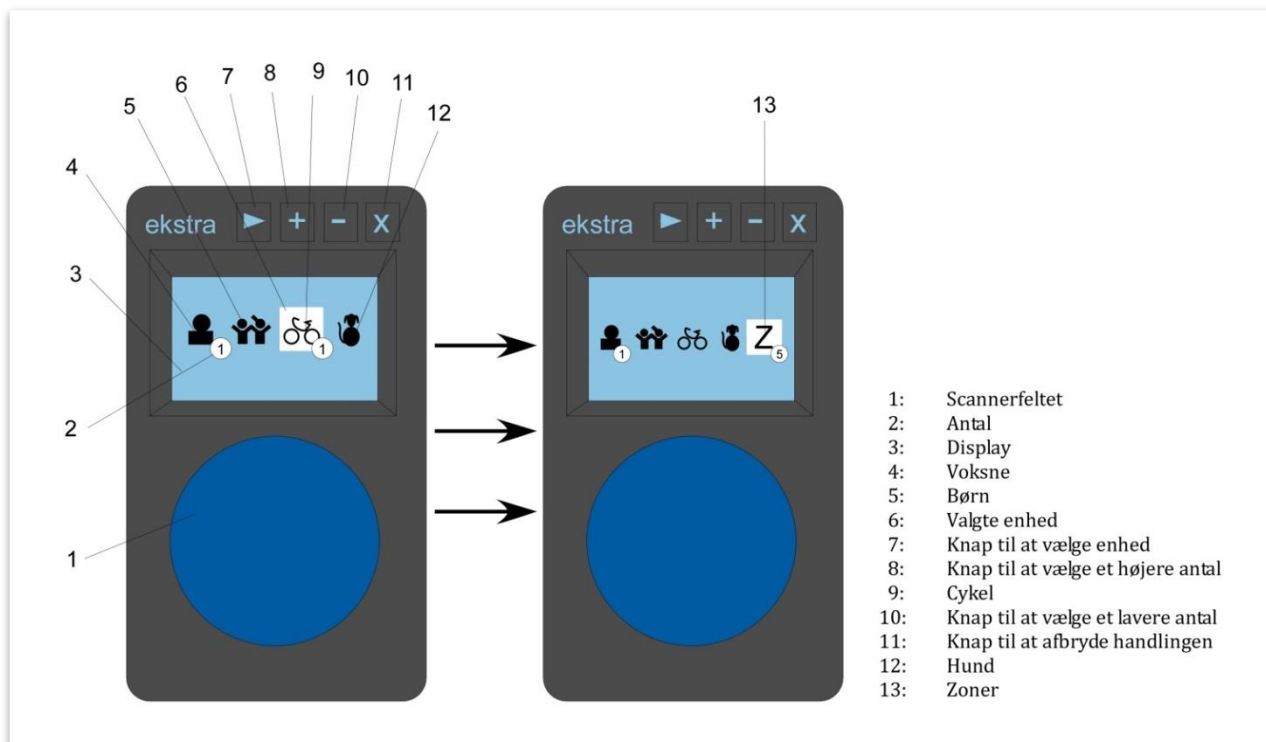 9
8
10
7
11
6
13
5
12
4
ekstra + - X
ekstra + - X
3
1
1
1
Z
5
2
1
1: Scannerfeltet
2: Antal
3: Display
4: Voksne
5: Børn
6: Valgte enhed
7: Knap til at vælge enhed
8: Knap til at vælge et højere antal
9: Cykel
10: Knap til at vælge et lavere antal
11: Knap til at afbryde handlingen
12: Hund
13: Zoner